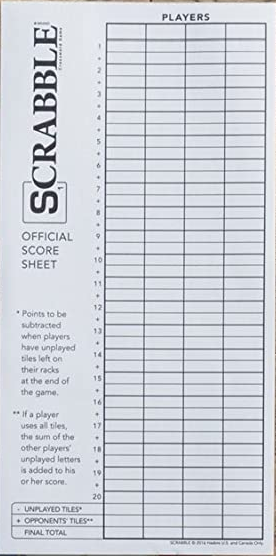 PLAYERS
SCRABBLE
Crossword Game
S1
OFFICIAL
SCORE
SHEET
* Points to be
subtracted
when players
have unplayed
tiles left on
their racks
at the end of
the game.
** If a player
uses all tiles,
the sum of the
other players'
unplayed letters
is added to his
or her score.
1
+
2
+
3
+
4
+
5
+
6
+
7
+
8
+
9
+
10
+
11
+
12
+
13
+
14
+
15
+
16
+
17
+
18
+
19
+
20
- UNPLAYED TILES*
+ OPPONENTS' TILES**
FINAL TOTAL
SCRABBLE © 2016 Hasbro U.S. and Canada Only